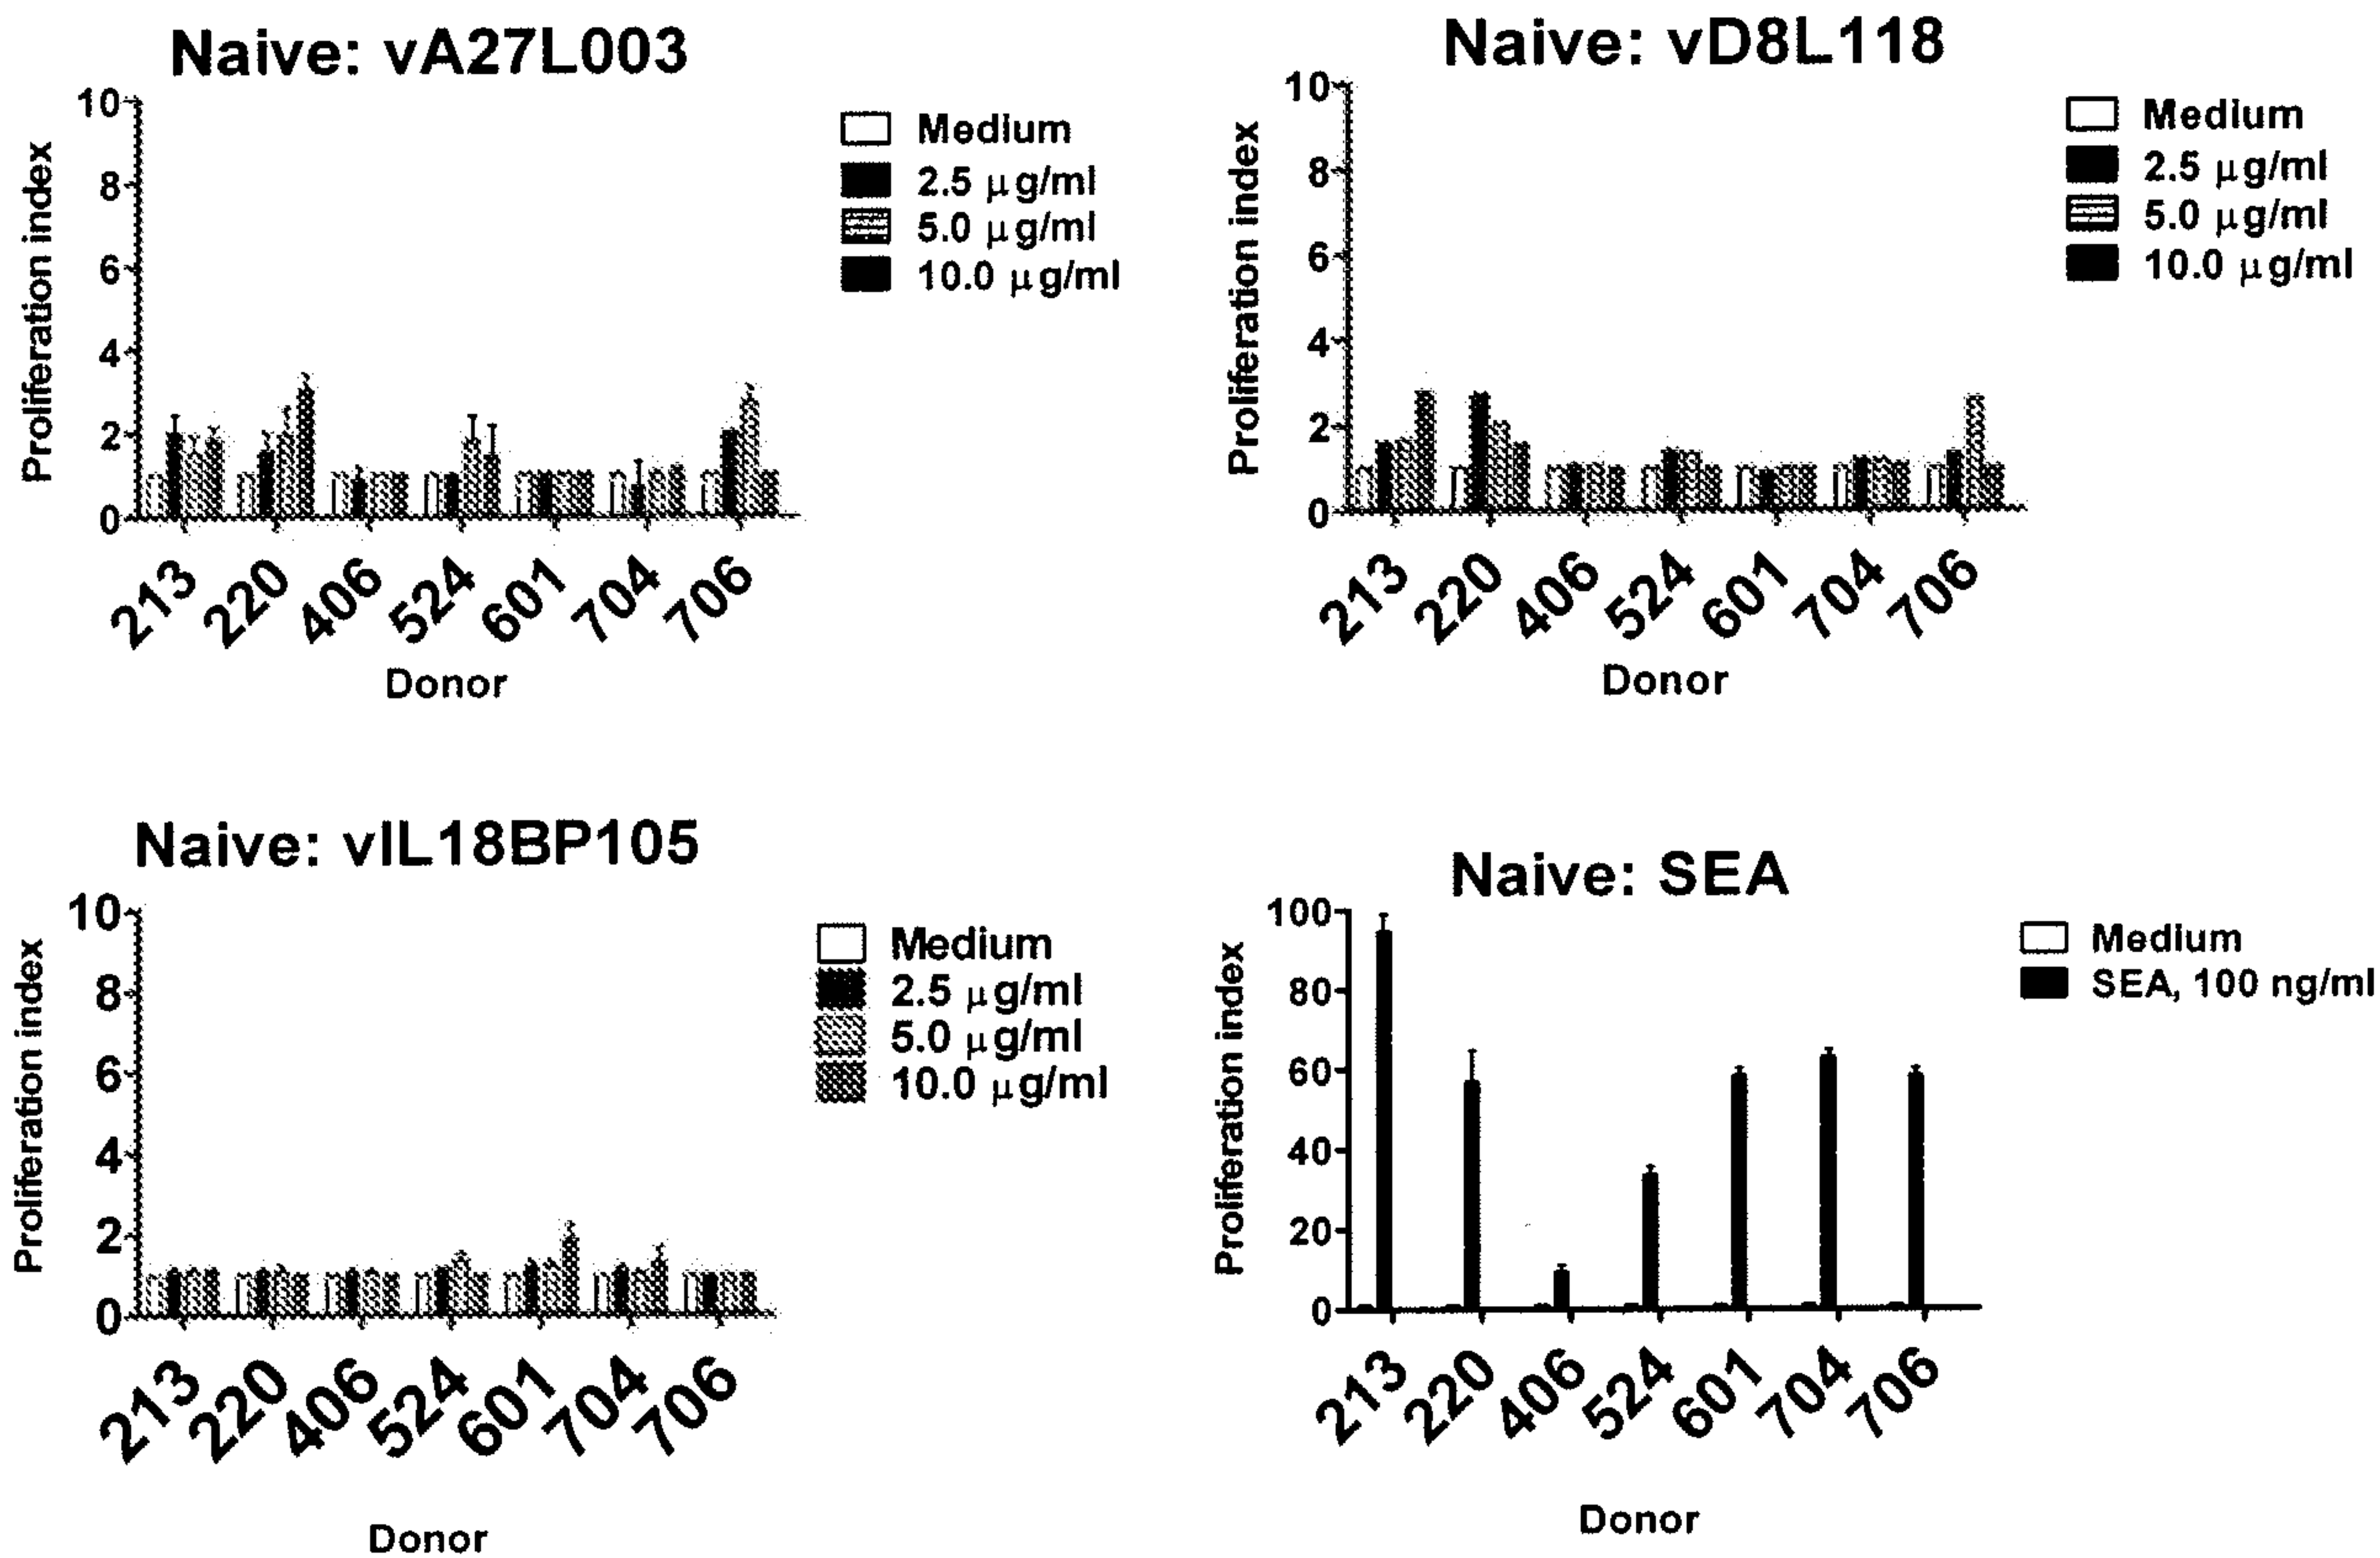 Naive: vA27L003
10
8
6
4
2
0
Proliferation index
Medium
2.5 μg/ml
5.0 μg/ml
10.0 μg/ml
213
220
406
524
601
704
706
Donor
Naive: vD8L118
10
8
6
4
2
0
Proliferation index
Medium
2.5 μg/ml
5.0 μg/ml
10.0 μg/ml
213
220
406
524
601
704
706
Donor
Naive: vIL18BP105
10
8
6
4
2
0
Proliferation index
Medium
2.5 μg/ml
5.0 μg/ml
10.0 μg/ml
213
220
406
524
601
704
706
Donor
Naive: SEA
100
80
60
40
20
0
Proliferation index
Medium
SEA, 100 ng/ml
213
220
406
524
601
704
706
Donor